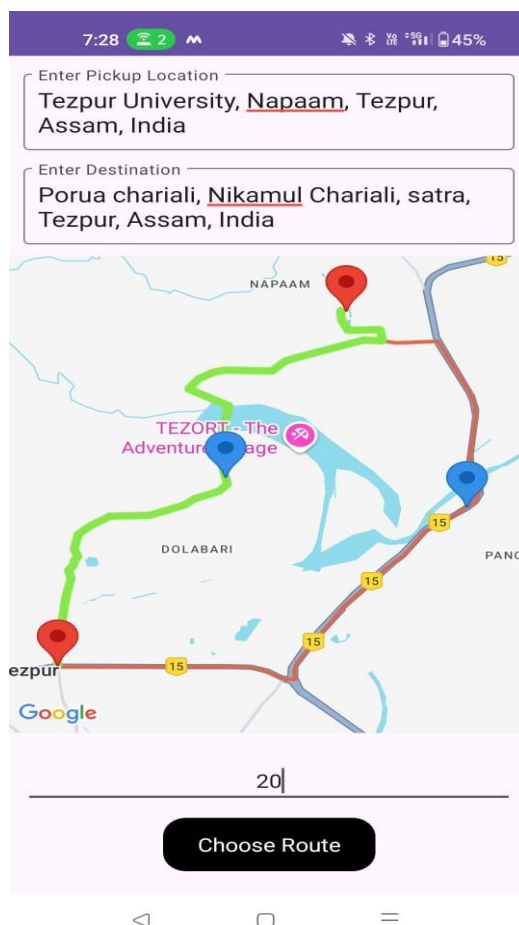 7:28 2 45%
Enter Pickup Location
Tezpur University, Napaam, Tezpur,
Assam, India
Enter Destination
Porua chariali, Nikamul Chariali, satra,
Tezpur, Assam, India
15
NAPAAM
TEZORT - The
Adventure age
15
DOLABARI
PANC
15
15
ezpur
15
Google
20
Choose Route